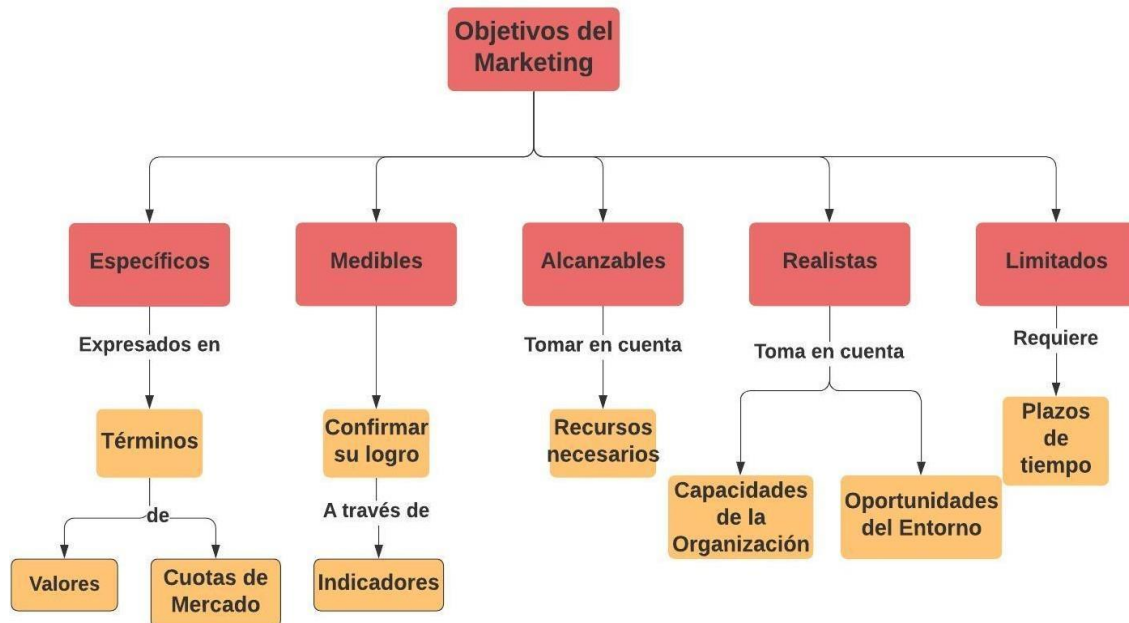 Objetivos del
Marketing
Específicos
Medibles
Alcanzables
Realistas
Limitados
Expresados en
Tomar en cuenta
Toma en cuenta
Requiere
Términos
Confirmar
su logro
Recursos
necesarios
Plazos
de
tiempo
Capacidades
de la
Organización
Oportunidades
del Entorno
de
A través de
Valores
Cuotas de
Mercado
Indicadores